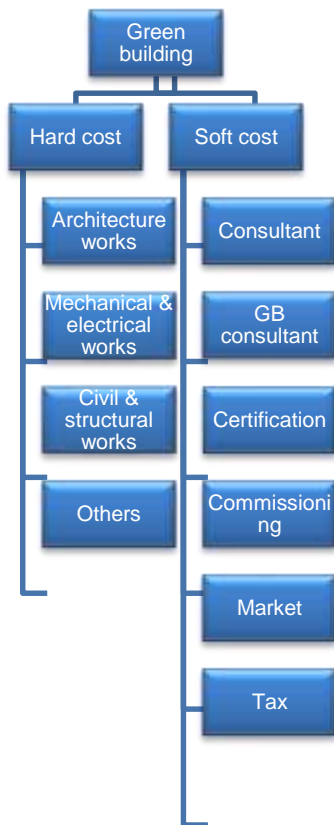 Green
building
Hard cost
Soft cost
Architecture
works
Mechanical &
electrical
works
Civil &
structural
works
Others
Consultant
GB
consultant
Certification
Commissioni
ng
Market
Tax